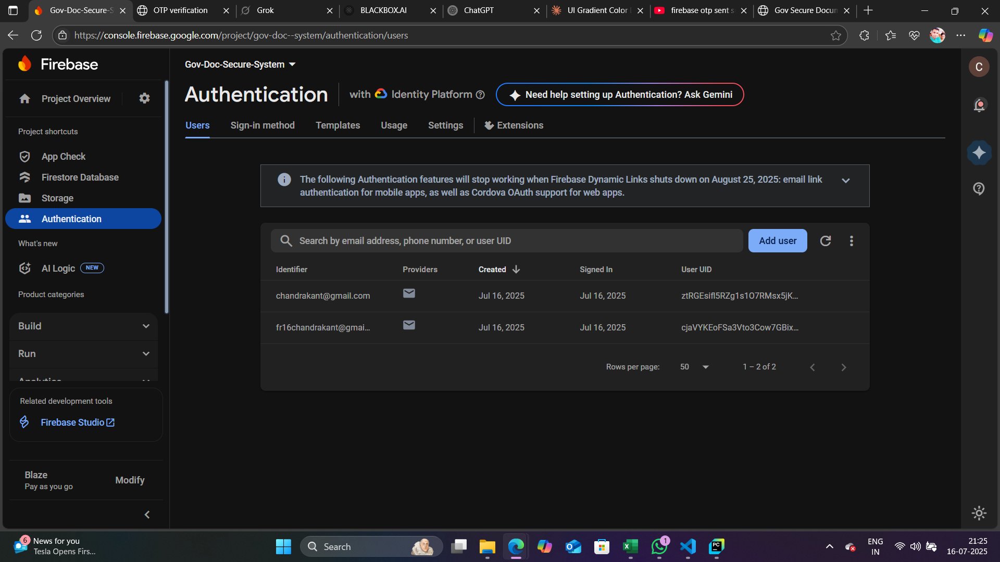 Gov-Doc-Secure-S
OTP verification
Grok
BLACKBOX.AI
ChatGPT
UI Gradient Color
firebase otp sent s
Gov Secure Docum
https://console.firebase.google.com/project/gov-doc--system/authentication/users
Firebase
Project Overview
Project shortcuts
App Check
Firestore Database
Storage
Authentication
What's new
AI Logic NEW
Product categories
Build
Run
Analytics
Related development tools
Firebase Studio
Blaze
Pay as you go
Modify
Gov-Doc-Secure-System
Authentication with Identity Platform
Need help setting up Authentication? Ask Gemini
Users Sign-in method Templates Usage Settings Extensions
The following Authentication features will stop working when Firebase Dynamic Links shuts down on August 25, 2025: email link
authentication for mobile apps, as well as Cordova OAuth support for web apps.
Search by email address, phone number, or user UID
Add user
Identifier Providers Created Signed In User UID
chandrakant@gmail.com Jul 16, 2025 Jul 16, 2025 ztRGEsifl5RZg1s1O7RMsx5jK...
fr16chandrakant@gmai... Jul 16, 2025 Jul 16, 2025 cjaVYKEoFSa3Vto3Cow7GBix...
Rows per page: 50 1 – 2 of 2
C
6
News for you
Tesla Opens Firs...
Search
1
PC
ENG
IN
21:25
16-07-2025